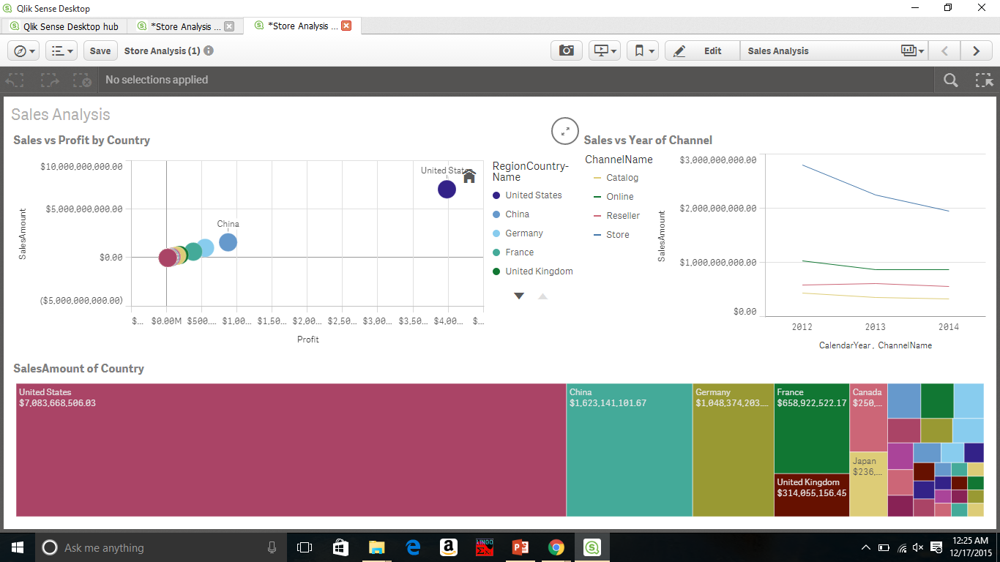 Qlik Sense Desktop
Qlik Sense Desktop hub
*Store Analysis ...
*Store Analysis ...
Save
Store Analysis (1)
Edit
Sales Analysis
No selections applied
Sales Analysis
Sales vs Profit by Country
SalesAmount
$10,000,000,000.00
$5,000,000,000.00
$0.00
($5,000,000,000.00)
United States
China
$...
$0.00M
$500....
$1,00...
$1,50...
$2,00...
$2,50...
$3,00...
$3,50...
$4,00...
$...
Profit
RegionCountry-
Name
United States
China
Germany
France
United Kingdom
Sales vs Year of Channel
ChannelName
Catalog
Online
Reseller
Store
SalesAmount
$3,000,000,000.00
$2,000,000,000.00
$1,000,000,000.00
$0.00
2012
2013
2014
CalendarYear, ChannelName
SalesAmount of Country
United States
$7,083,668,506.03
China
$1,623,141,101.67
Germany
$1,048,374,203....
France
$658,922,522.17
United Kingdom
$314,055,156.45
Canada
$250,...
Japan
$236,...
Ask me anything
LINGO
12:25 AM
12/17/2015